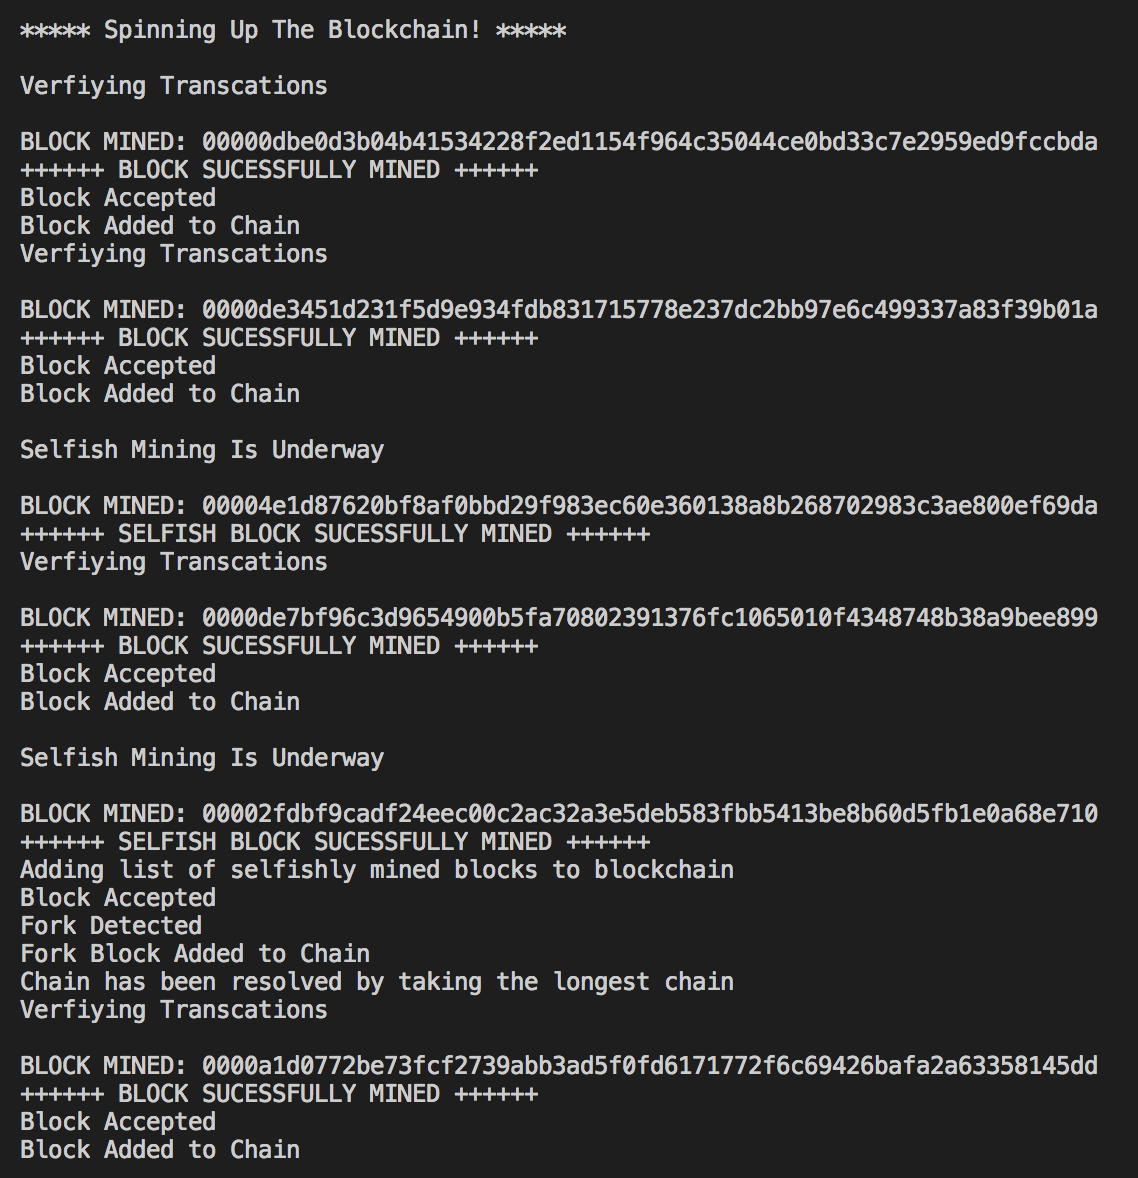 ***** Spinning Up The Blockchain! *****
Verfiying Transcations
BLOCK MINED: 00000dbe0d3b04b41534228f2ed1154f964c35044ce0bd33c7e2959ed9fccbda
++++++ BLOCK SUCESSFULLY MINED ++++++
Block Accepted
Block Added to Chain
Verfiying Transcations
BLOCK MINED: 0000de3451d231f5d9e934fdb831715778e237dc2bb97e6c499337a83f39b01a
++++++ BLOCK SUCESSFULLY MINED ++++++
Block Accepted
Block Added to Chain
Selfish Mining Is Underway
BLOCK MINED: 00004e1d87620bf8af0bbd29f983ec60e360138a8b268702983c3ae800ef69da
++++++ SELFISH BLOCK SUCESSFULLY MINED ++++++
Verfiying Transcations
BLOCK MINED: 0000de7bf96c3d9654900b5fa70802391376fc1065010f4348748b38a9bee899
++++++ BLOCK SUCESSFULLY MINED ++++++
Block Accepted
Block Added to Chain
Selfish Mining Is Underway
BLOCK MINED: 00002fdbf9cadf24eec00c2ac32a3e5deb583fbb5413be8b60d5fb1e0a68e710
++++++ SELFISH BLOCK SUCESSFULLY MINED ++++++
Adding list of selfishly mined blocks to blockchain
Block Accepted
Fork Detected
Fork Block Added to Chain
Chain has been resolved by taking the longest chain
Verfiying Transcations
BLOCK MINED: 0000a1d0772be73fcf2739abb3ad5f0fd6171772f6c69426bafa2a63358145dd
++++++ BLOCK SUCESSFULLY MINED ++++++
Block Accepted
Block Added to Chain